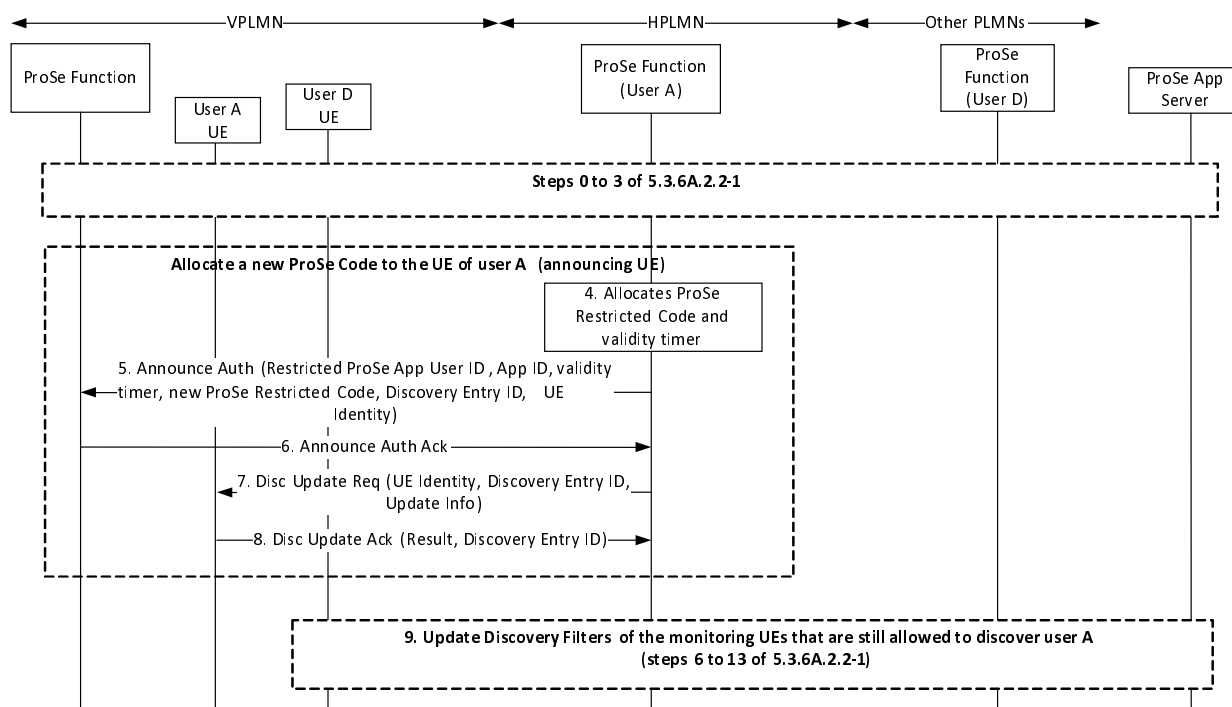 VPLMN
HPLMN
Other PLMNs
ProSe Function
User A
UE
User D
UE
ProSe Function
(User A)
ProSe
Function
(User D)
ProSe App
Server
Steps 0 to 3 of 5.3.6A.2.2-1
Allocate a new ProSe Code to the UE of user A (announcing UE)
4. Allocates ProSe
Restricted Code and
validity timer
5. Announce Auth (Restricted ProSe App User ID, App ID, validity
timer, new ProSe Restricted Code, Discovery Entry ID, UE
Identity)
6. Announce Auth Ack
7. Disc Update Req (UE Identity, Discovery Entry ID,
Update Info)
8. Disc Update Ack (Result, Discovery Entry ID)
9. Update Discovery Filters of the monitoring UEs that are still allowed to discover user A
(steps 6 to 13 of 5.3.6A.2.2-1)